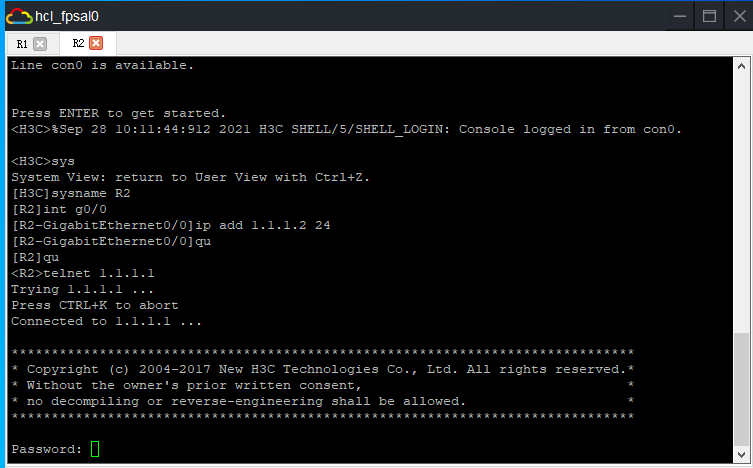 hcl_fpsal0
R1 R2
Line con0 is available.
Press ENTER to get started.
<H3C>%Sep 28 10:11:44:912 2021 H3C SHELL/5/SHELL_LOGIN: Console logged in from con0.
<H3C>sys
System View: return to User View with Ctrl+Z.
[H3C]sysname R2
[R2]int g0/0
[R2-GigabitEthernet0/0]ip add 1.1.1.2 24
[R2-GigabitEthernet0/0]qu
[R2]qu
<R2>telnet 1.1.1.1
Trying 1.1.1.1 ...
Press CTRL+K to abort
Connected to 1.1.1.1 ...
******************************************************************************
* Copyright (c) 2004-2017 New H3C Technologies Co., Ltd. All rights reserved.*
* Without the owner's prior written consent,                                 *
* no decompiling or reverse-engineering shall be allowed.                    *
******************************************************************************
Password: